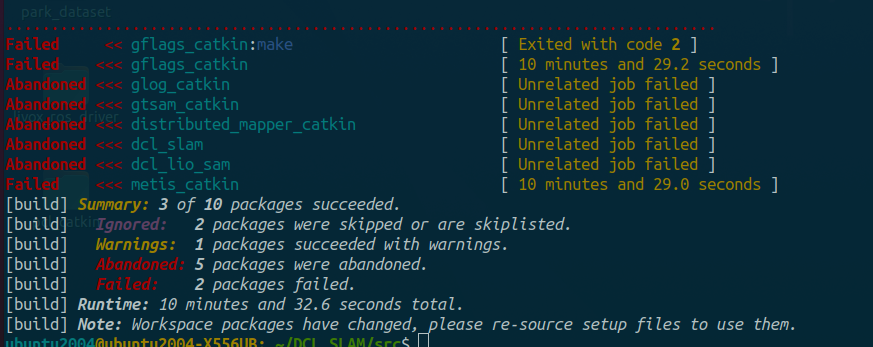 park_dataset
................................................................................
Failed     << gflags_catkin:make                         [ Exited with code 2 ]
Failed    <<< gflags_catkin                              [ 10 minutes and 29.2 seconds ]
Abandoned <<< glog_catkin                                [ Unrelated job failed ]
Abandoned <<< gtsam_catkin                               [ Unrelated job failed ]
Abandoned <<< distributed_mapper_catkin                  [ Unrelated job failed ]
Abandoned <<< dcl_slam                                   [ Unrelated job failed ]
Abandoned <<< dcl_lio_sam                                [ Unrelated job failed ]
Failed    <<< metis_catkin                               [ 10 minutes and 29.0 seconds ]
[build] Summary: 3 of 10 packages succeeded.
[build]   Ignored:   2 packages were skipped or are skiplisted.
[build]   Warnings:  1 packages succeeded with warnings.
[build]   Abandoned: 5 packages were abandoned.
[build]   Failed:    2 packages failed.
[build] Runtime: 10 minutes and 32.6 seconds total.
[build] Note: Workspace packages have changed, please re-source setup files to use them.
ubuntu2004@ubuntu2004-X556UB: ~/DCL_SLAM/src$